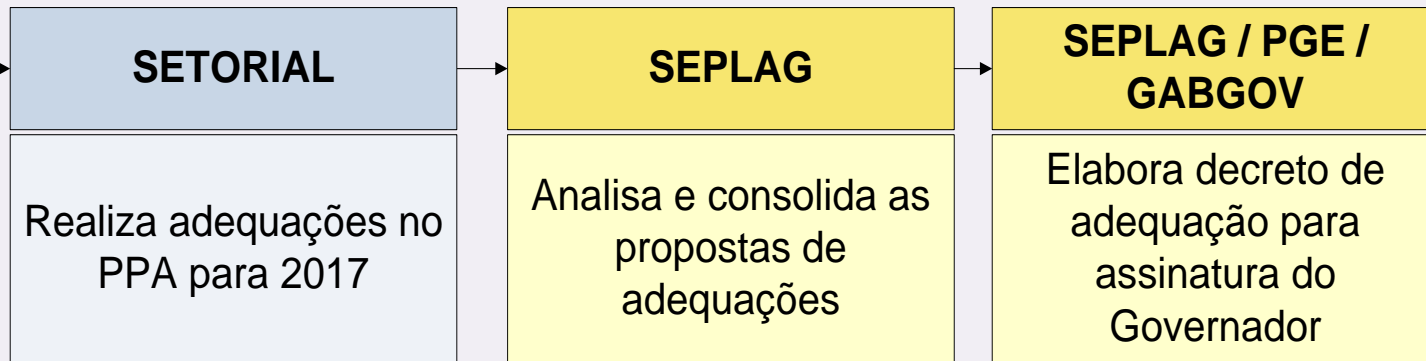 SETORIAL
Realiza adequações no
PPA para 2017
SEPLAG
Analisa e consolida as
propostas de
adequações
SEPLAG / PGE /
GABGOV
Elabora decreto de
adequação para
assinatura do
Governador